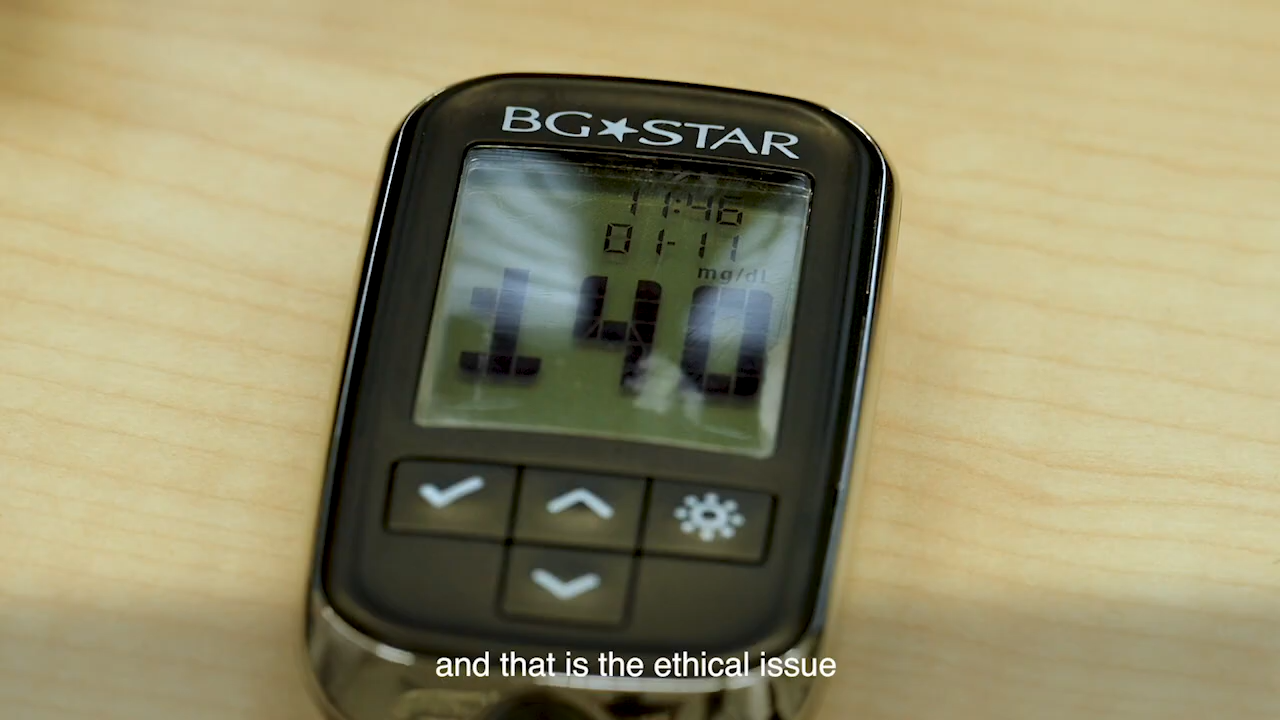 BG★STAR
11:46
01-11
mg/dL
140
and that is the ethical issue